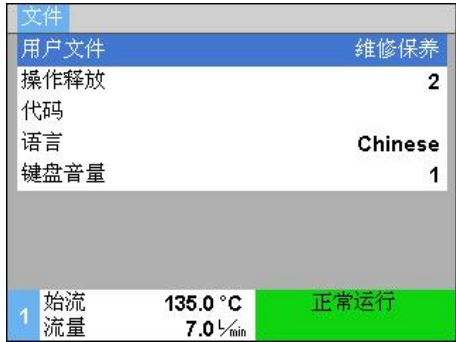 文件
用户文件 维修保养
操作释放 2
代码
语言 Chinese
键盘音量 1
1 始流 135.0 °C 正常运行
流量 7.0 L/min